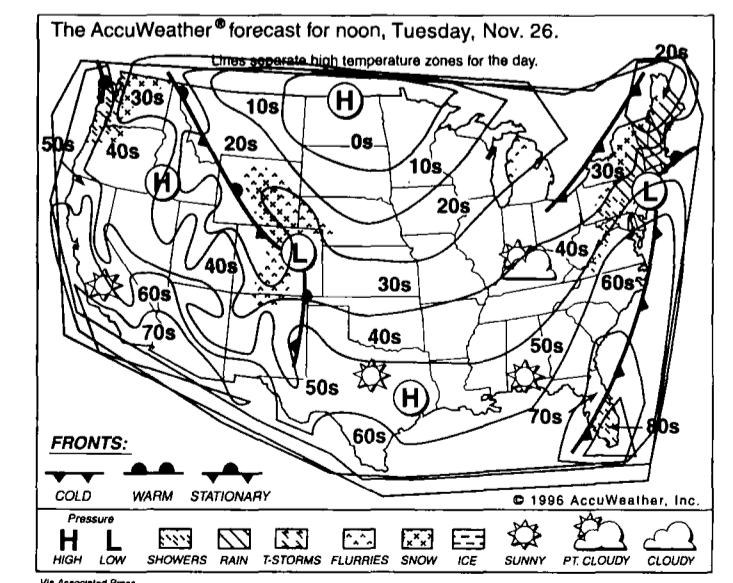 The AccuWeather® forecast for noon, Tuesday, Nov. 26.
Lines separate high temperature zones for the day.
20s
30s
10s
H
50s
40s
20s
0s
10s
30s
H
20s
L
40s
L
40s
60s
30s
60s
70s
40s
50s
50s
H
70s
60s
80s
FRONTS:
COLD WARM STATIONARY
© 1996 AccuWeather, Inc.
Pressure
H L
HIGH LOW SHOWERS RAIN T-STORMS FLURRIES SNOW ICE SUNNY PT. CLOUDY CLOUDY
Via Associated Press